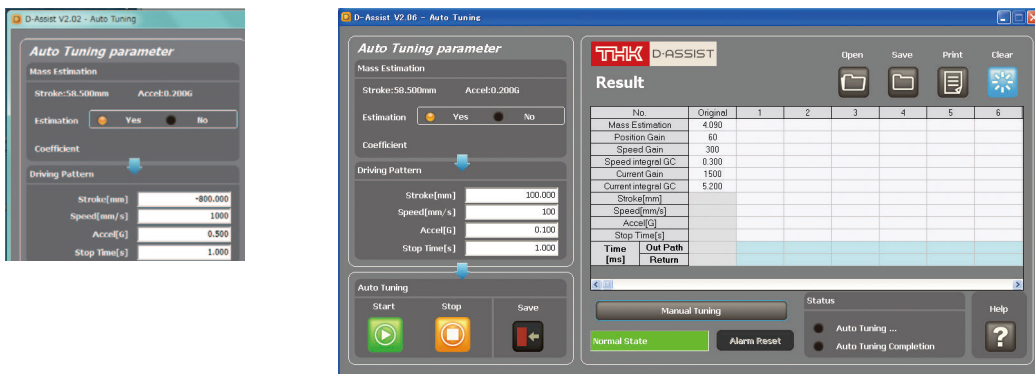 D-Assist V2.02 - Auto Tuning
Auto Tuning parameter
Mass Estimation
Stroke:58.500mm Accel:0.200G
Estimation Yes No
Coefficient
Driving Pattern
Stroke[mm] -800.000
Speed[mm/s] 1000
Accel[G] 0.500
Stop Time[s] 1.000
D-Assist V2.06 - Auto Tuning
Auto Tuning parameter
Mass Estimation
Stroke:58.500mm Accel:0.200G
Estimation Yes No
Coefficient
Driving Pattern
Stroke[mm] 100.000
Speed[mm/s] 100
Accel[G] 0.100
Stop Time[s] 1.000
Auto Tuning
Start Stop Save
THK D-ASSIST
Open Save Print Clear
Result
No. Original 1 2 3 4 5 6
Mass Estimation 4.090
Position Gain 60
Speed Gain 300
Speed integral GC 0.300
Current Gain 1500
Current integral GC 5.200
Stroke[mm]
Speed[mm/s]
Accel[G]
Stop Time[s]
Time [ms] Out Path
Return
Manual Tuning
Normal State
Alarm Reset
Status
Auto Tuning ...
Auto Tuning Completion
Help
?